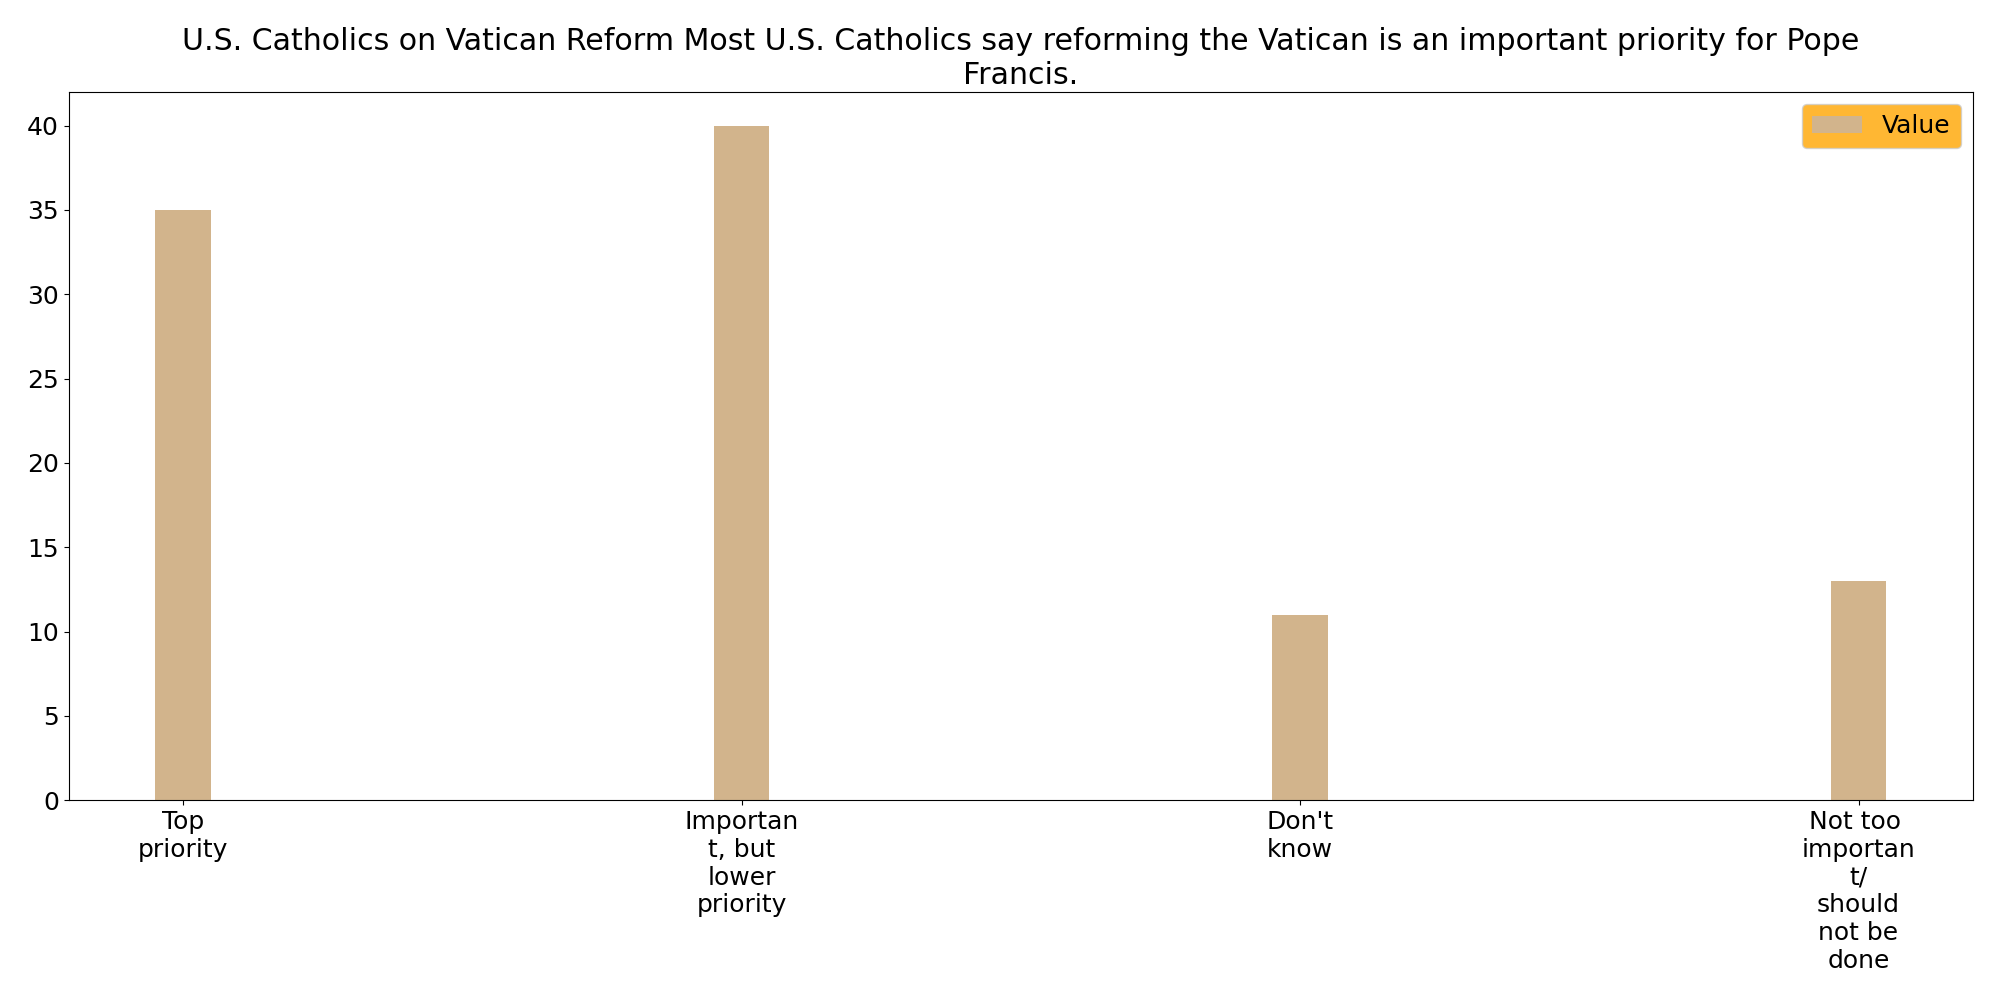 U.S. Catholics on Vatican Reform Most U.S. Catholics say reforming the Vatican is an important priority for Pope
Francis.
Value
40
35
30
25
20
15
10
5
0
Top
priority
Importan
t, but
lower
priority
Don't
know
Not too
importan
t/
should
not be
done